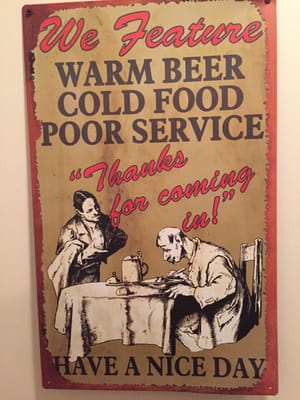 We Feature
WARM BEER
COLD FOOD
POOR SERVICE
"Thanks
for coming
in!"
HAVE A NICE DAY